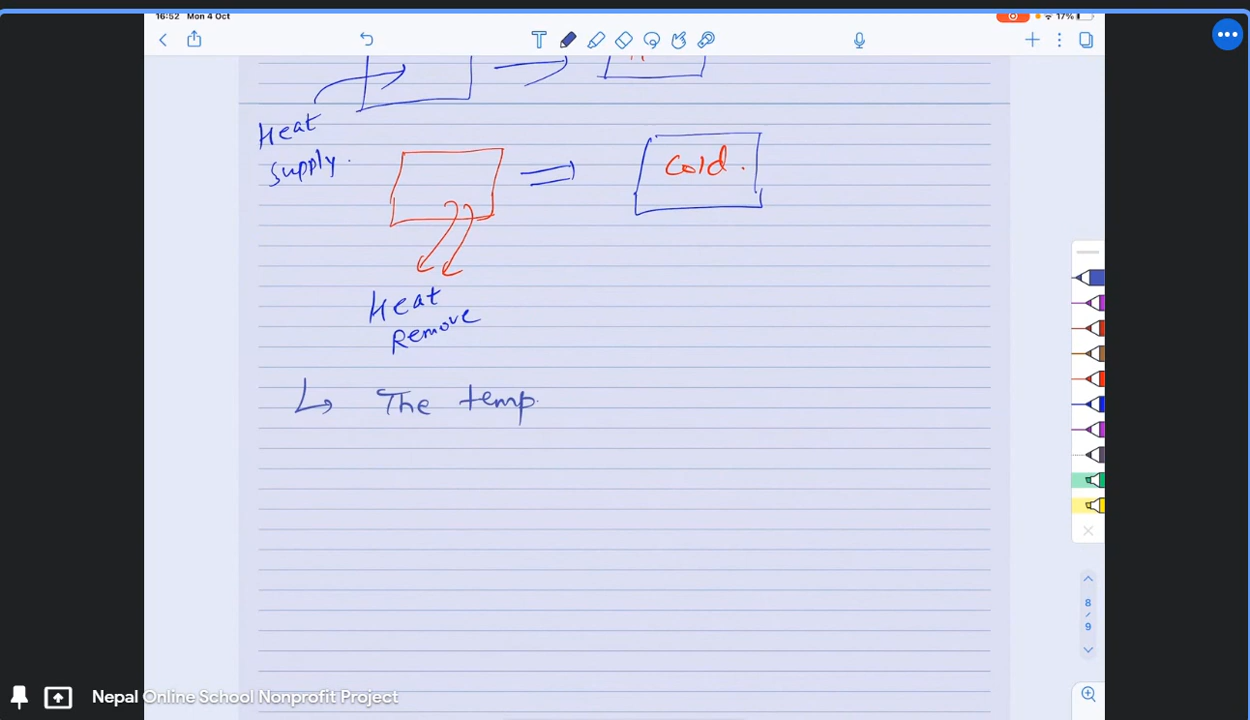 16:52 Mon 4 Oct
17%
Heat
supply.
Cold.
Heat
Remove
↳ The temp.
8
/
9
Nepal Online School Nonprofit Project